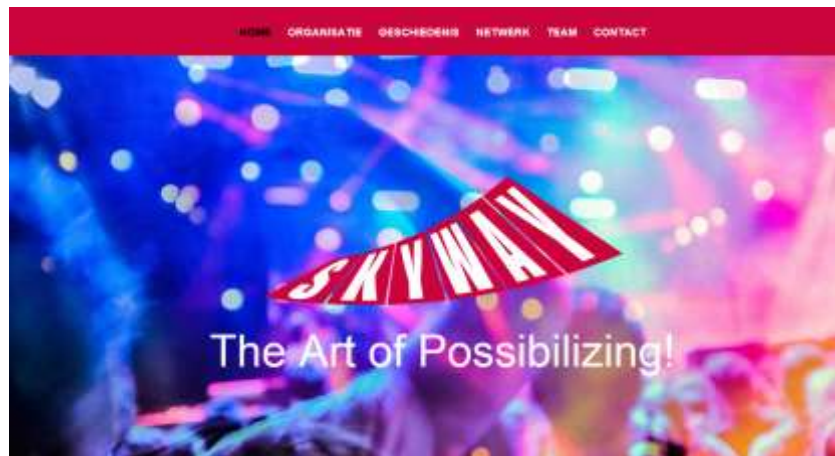 HOME ORGANISATIE GESCHIEDENIS NETWERK TEAM CONTACT
SKYWAY
The Art of Possibilizing!